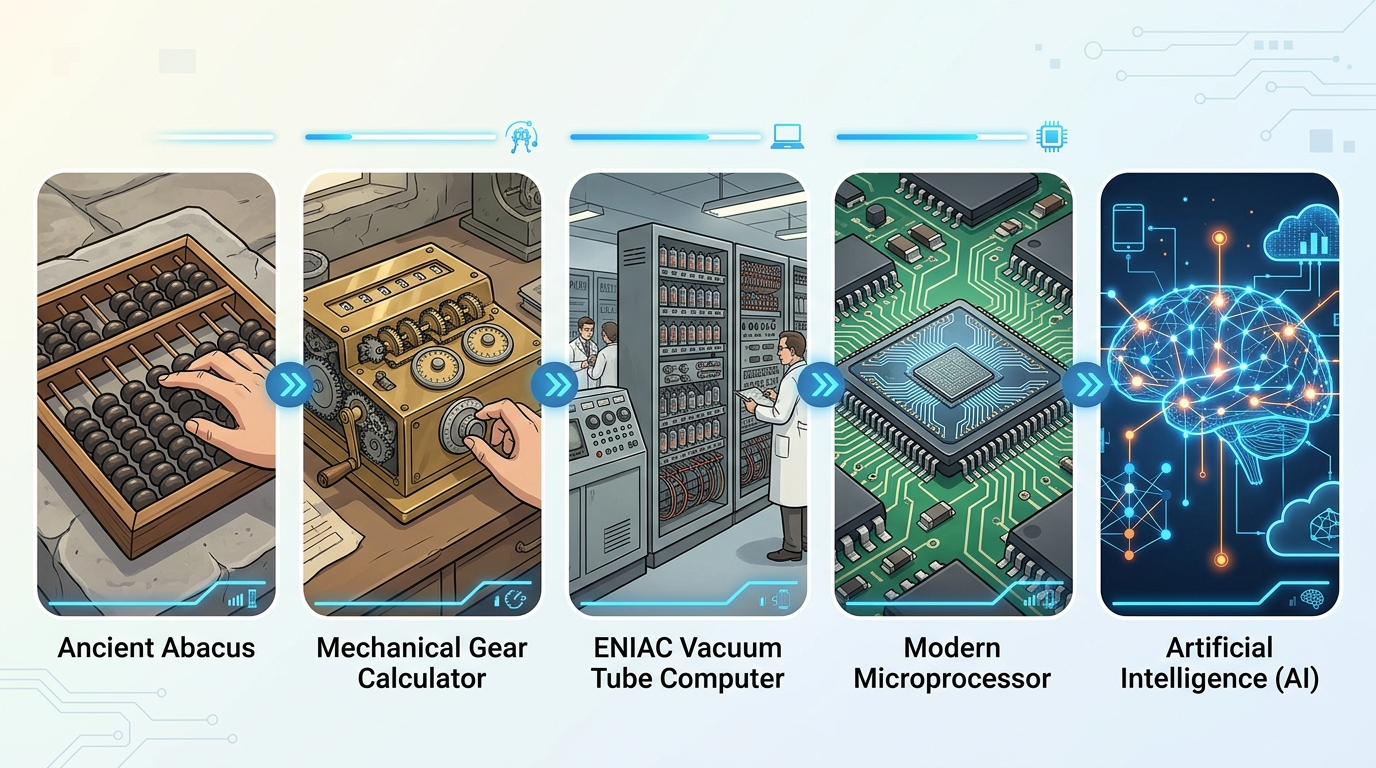 Ancient Abacus
Mechanical Gear
Calculator
ENIAC Vacuum
Tube Computer
Modern
Microprocessor
Artificial
Intelligence (AI)